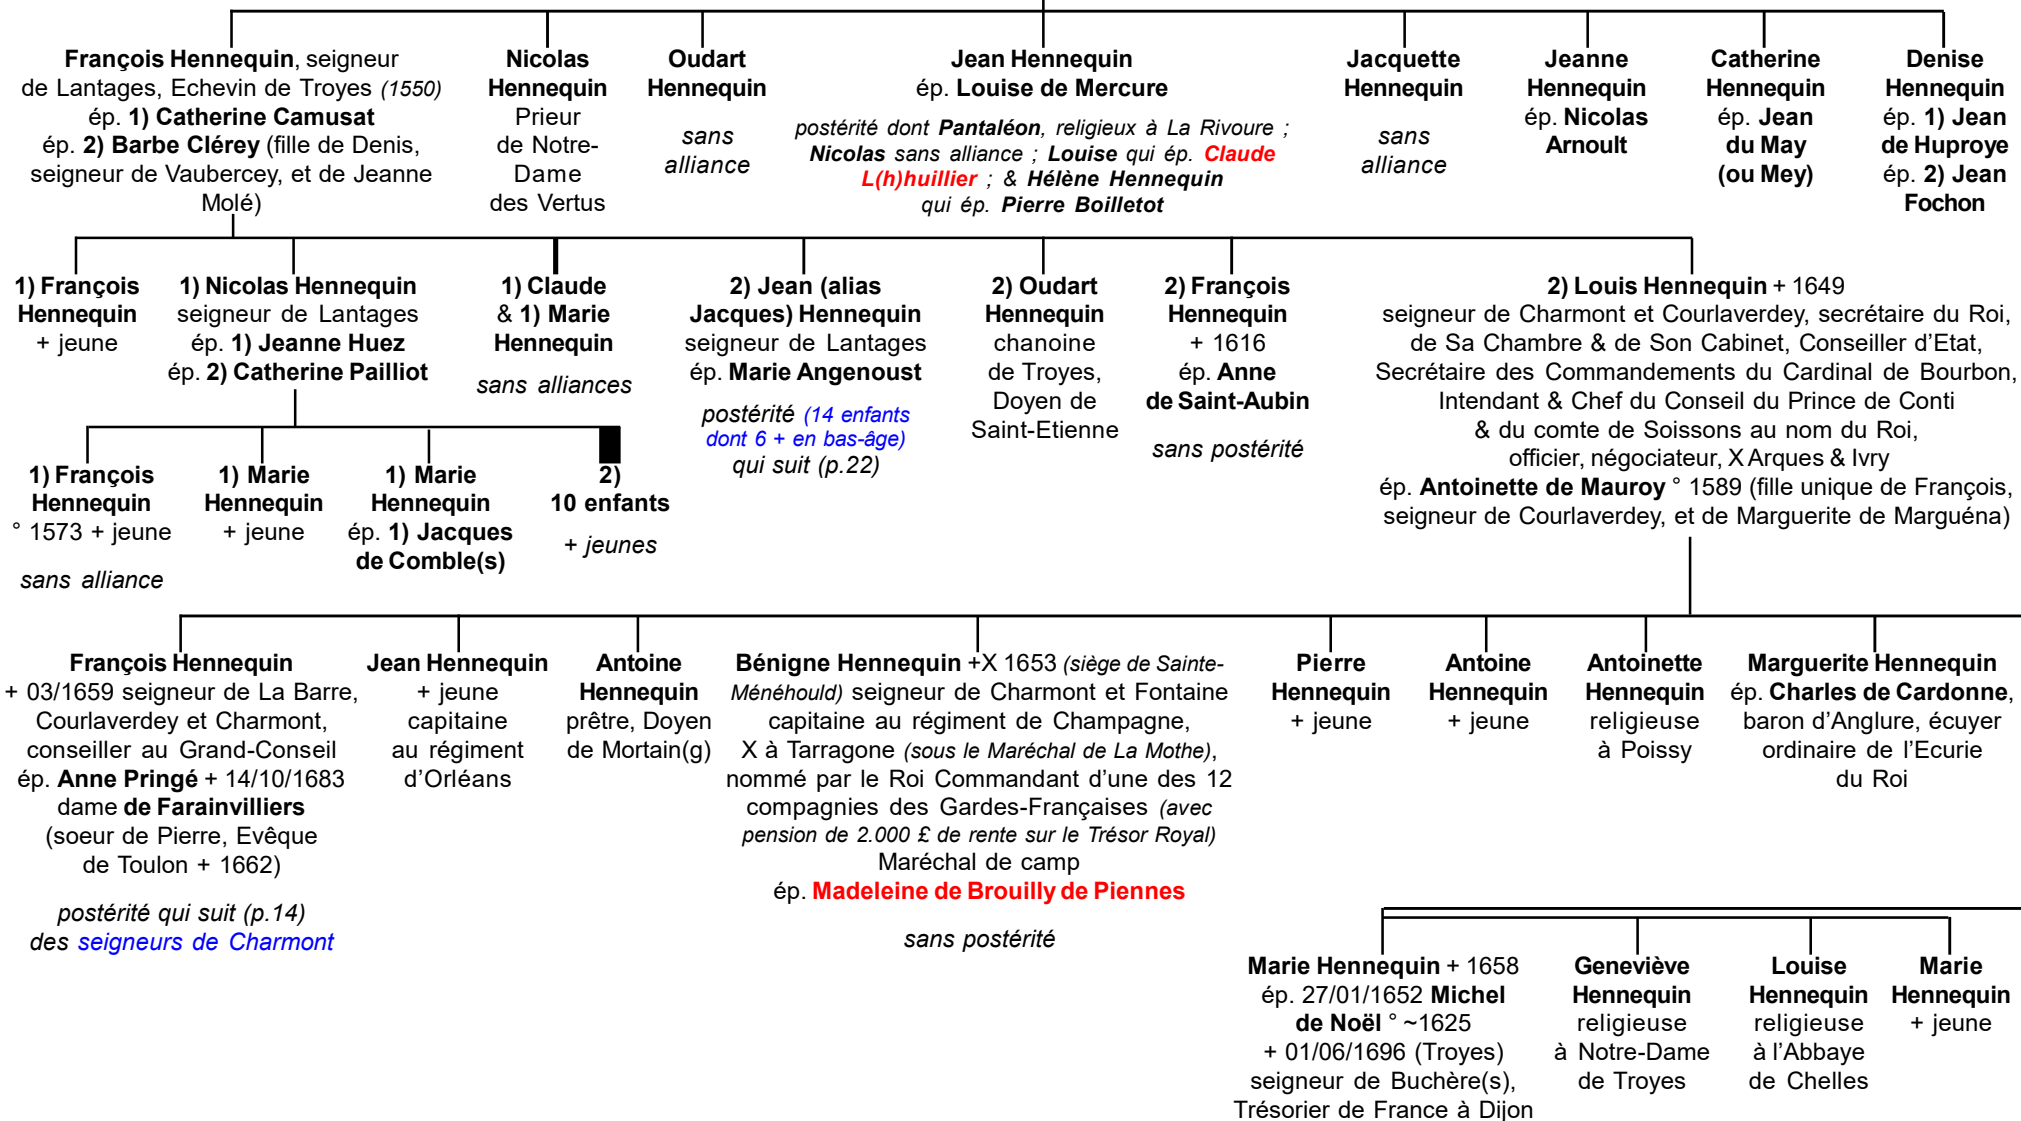 François Hennequin, seigneur
de Lantages, Echevin de Troyes (1550)
ép. 1) Catherine Camusat
ép. 2) Barbe Clérey (fille de Denis,
seigneur de Vaubercey, et de Jeanne
Molé)
Nicolas
Hennequin
Prieur
de Notre-
Dame
des Vertus
Oudart
Hennequin
sans
alliance
Jean Hennequin
ép. Louise de Mercure
postérité dont Pantaléon, religieux à La Rivoure ;
Nicolas sans alliance ; Louise qui ép. Claude
L(h)huillier ; & Hélène Hennequin
qui ép. Pierre Boilletot
Jacquette
Hennequin
sans
alliance
Jeanne
Hennequin
ép. Nicolas
Arnoult
Catherine
Hennequin
ép. Jean
du May
(ou Mey)
Denise
Hennequin
ép. 1) Jean
de Huproye
ép. 2) Jean
Fochon
1) François
Hennequin
+ jeune
1) Nicolas Hennequin
seigneur de Lantages
ép. 1) Jeanne Huez
ép. 2) Catherine Pailliot
1) Claude
& 1) Marie
Hennequin
sans alliances
2) Jean (alias
Jacques) Hennequin
seigneur de Lantages
ép. Marie Angenoust
postérité (14 enfants
dont 6 + en bas-âge)
qui suit (p.22)
2) Oudart
Hennequin
chanoine
de Troyes,
Doyen de
Saint-Etienne
2) François
Hennequin
+ 1616
ép. Anne
de Saint-Aubin
sans postérité
2) Louis Hennequin + 1649
seigneur de Charmont et Courlaverdey, secrétaire du Roi,
de Sa Chambre & de Son Cabinet, Conseiller d'Etat,
Secrétaire des Commandements du Cardinal de Bourbon,
Intendant & Chef du Conseil du Prince de Conti
& du comte de Soissons au nom du Roi,
officier, négociateur, X Arques & Ivry
ép. Antoinette de Mauroy ° 1589 (fille unique de François,
seigneur de Courlaverdey, et de Marguerite de Marguéna)
1) François
Hennequin
° 1573 + jeune
sans alliance
1) Marie
Hennequin
+ jeune
1) Marie
Hennequin
ép. 1) Jacques
de Comble(s)
2)
10 enfants
+ jeunes
François Hennequin
+ 03/1659 seigneur de La Barre,
Courlaverdey et Charmont,
conseiller au Grand-Conseil
ép. Anne Pringé + 14/10/1683
dame de Farainvilliers
(soeur de Pierre, Evêque
de Toulon + 1662)
postérité qui suit (p.14)
des seigneurs de Charmont
Jean Hennequin
+ jeune
capitaine
au régiment
d'Orléans
Antoine
Hennequin
prêtre, Doyen
de Mortain(g)
Bénigne Hennequin +X 1653 (siège de Sainte-
Ménéhould) seigneur de Charmont et Fontaine
capitaine au régiment de Champagne,
X à Tarragone (sous le Maréchal de La Mothe),
nommé par le Roi Commandant d'une des 12
compagnies des Gardes-Françaises (avec
pension de 2.000 £ de rente sur le Trésor Royal)
Maréchal de camp
ép. Madeleine de Brouilly de Piennes
sans postérité
Pierre
Hennequin
+ jeune
Antoine
Hennequin
+ jeune
Antoinette
Hennequin
religieuse
à Poissy
Marguerite Hennequin
ép. Charles de Cardonne,
baron d'Anglure, écuyer
ordinaire de l'Ecurie
du Roi
Marie Hennequin + 1658
ép. 27/01/1652 Michel
de Noël ° ~1625
+ 01/06/1696 (Troyes)
seigneur de Buchère(s),
Trésorier de France à Dijon
Geneviève
Hennequin
religieuse
à Notre-Dame
de Troyes
Louise
Hennequin
religieuse
à l'Abbaye
de Chelles
Marie
Hennequin
+ jeune